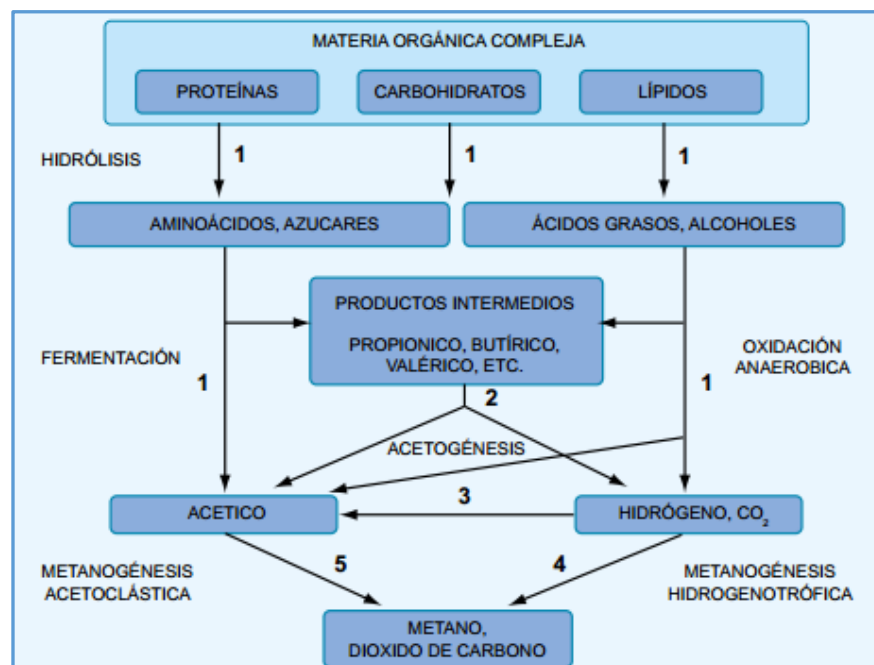 MATERIA ORGÁNICA COMPLEJA
PROTEÍNAS
CARBOHIDRATOS
LÍPIDOS
HIDRÓLISIS
1
1
1
AMINOÁCIDOS, AZUCARES
ÁCIDOS GRASOS, ALCOHOLES
PRODUCTOS INTERMEDIOS
PROPIONICO, BUTÍRICO,
VALÉRICO, ETC.
FERMENTACIÓN
OXIDACIÓN
ANAEROBICA
1
2
1
ACETOGÉNESIS
3
ACETICO
HIDRÓGENO, CO₂
METANOGÉNESIS
ACETOCLÁSTICA
5
4
METANOGÉNESIS
HIDROGENOTRÓFICA
METANO,
DIOXIDO DE CARBONO